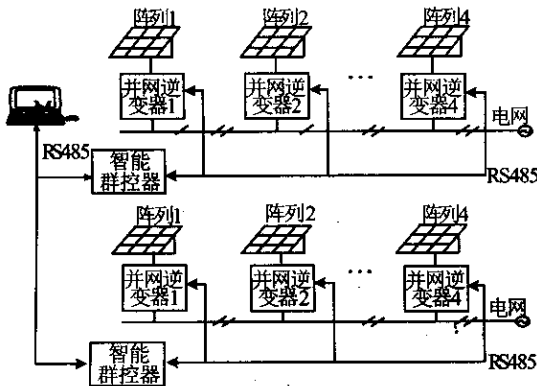 阵列1 阵列2 阵列4
并网逆 并网逆 … 并网逆
变器1 变器2 变器4
电网
RS485
智能
群控器
RS485
阵列1 阵列2 阵列4
并网逆 并网逆 … 并网逆
变器1 变器2 变器4
电网
智能
群控器
RS485